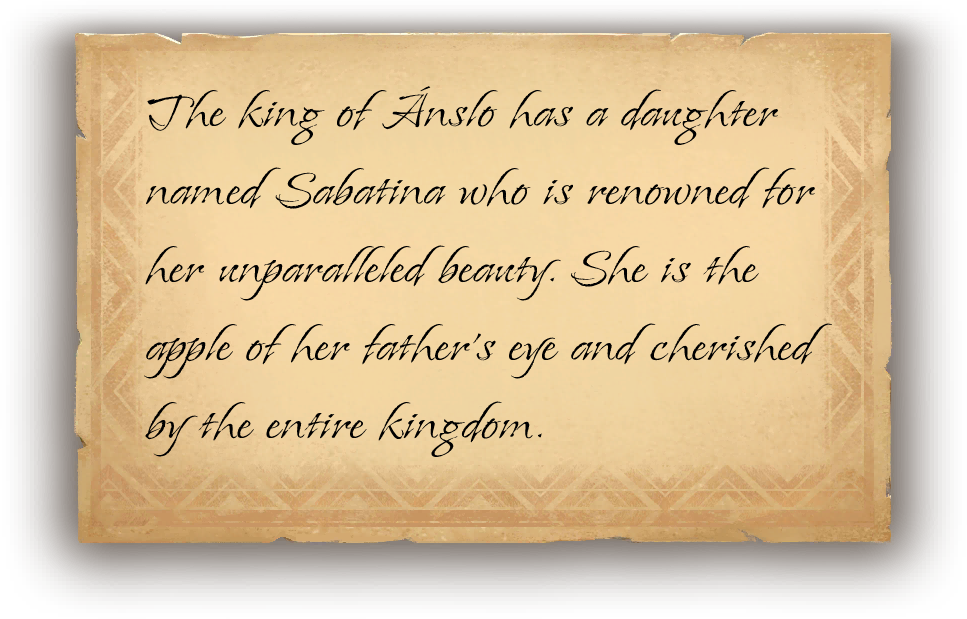 The king of Ánslo has a daughter
named Sabatina who is renowned for
her unparalleled beauty. She is the
apple of her father's eye and cherished
by the entire kingdom.